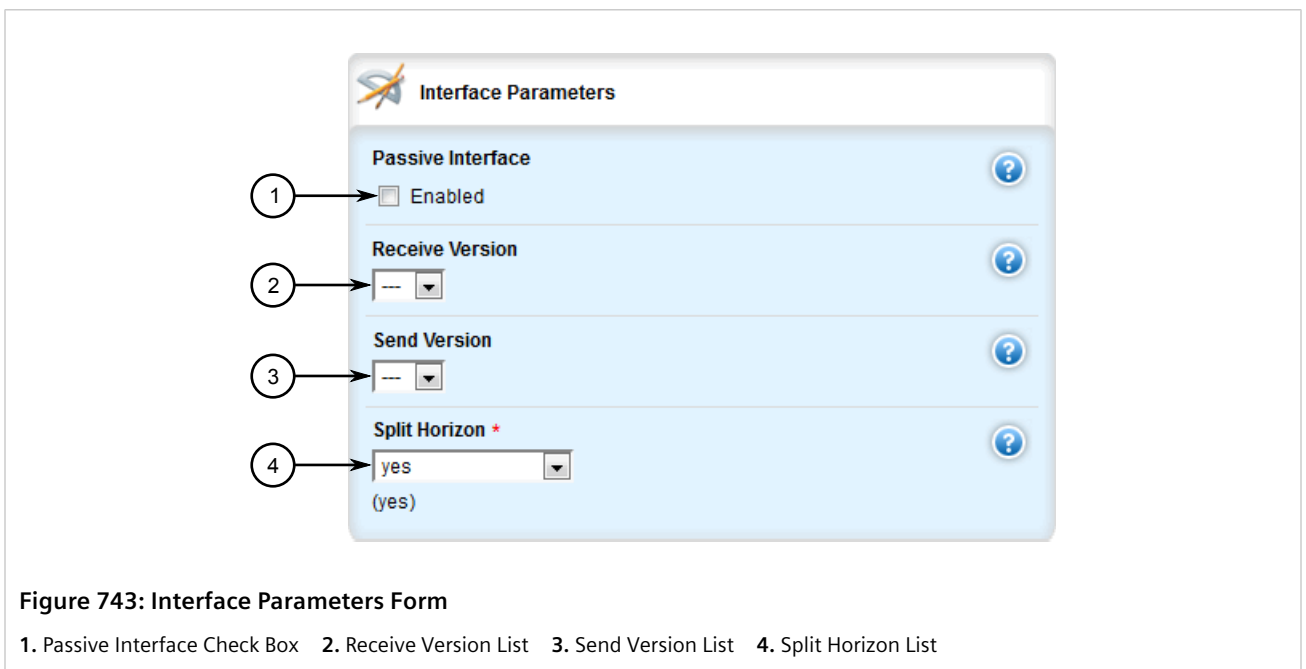 Interface Parameters
Passive Interface
?
1
Enabled
Receive Version
?
2
---
Send Version
?
3
---
Split Horizon *
?
4
yes
(yes)
Figure 743: Interface Parameters Form
1. Passive Interface Check Box 2. Receive Version List 3. Send Version List 4. Split Horizon List